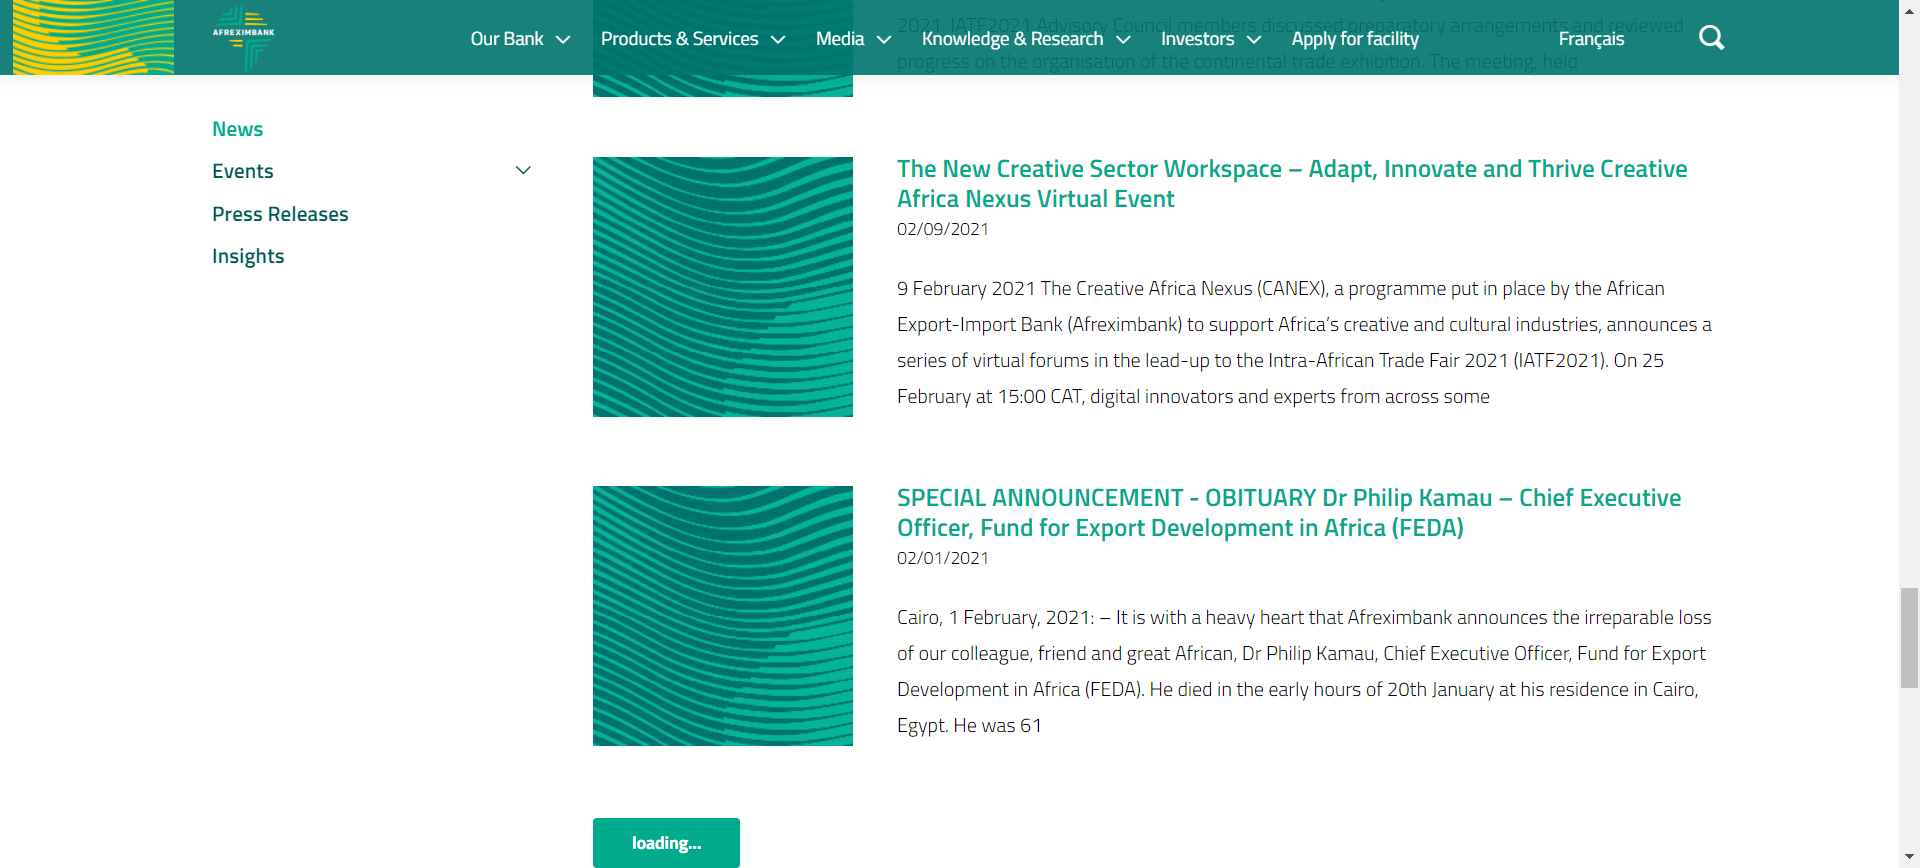 AFREXIMBANK
Our Bank
Products & Services
Media
Knowledge & Research
Investors
Apply for facility
Français
2021, IATF2021 Advisory Council members discussed preparatory arrangements and reviewed
progress on the organisation of the continental trade exhibition. The meeting, held
News
Events
Press Releases
Insights
The New Creative Sector Workspace – Adapt, Innovate and Thrive Creative
Africa Nexus Virtual Event
02/09/2021
9 February 2021 The Creative Africa Nexus (CANEX), a programme put in place by the African
Export-Import Bank (Afreximbank) to support Africa’s creative and cultural industries, announces a
series of virtual forums in the lead-up to the Intra-African Trade Fair 2021 (IATF2021). On 25
February at 15:00 CAT, digital innovators and experts from across some
SPECIAL ANNOUNCEMENT - OBITUARY Dr Philip Kamau – Chief Executive
Officer, Fund for Export Development in Africa (FEDA)
02/01/2021
Cairo, 1 February, 2021: – It is with a heavy heart that Afreximbank announces the irreparable loss
of our colleague, friend and great African, Dr Philip Kamau, Chief Executive Officer, Fund for Export
Development in Africa (FEDA). He died in the early hours of 20th January at his residence in Cairo,
Egypt. He was 61
loading...